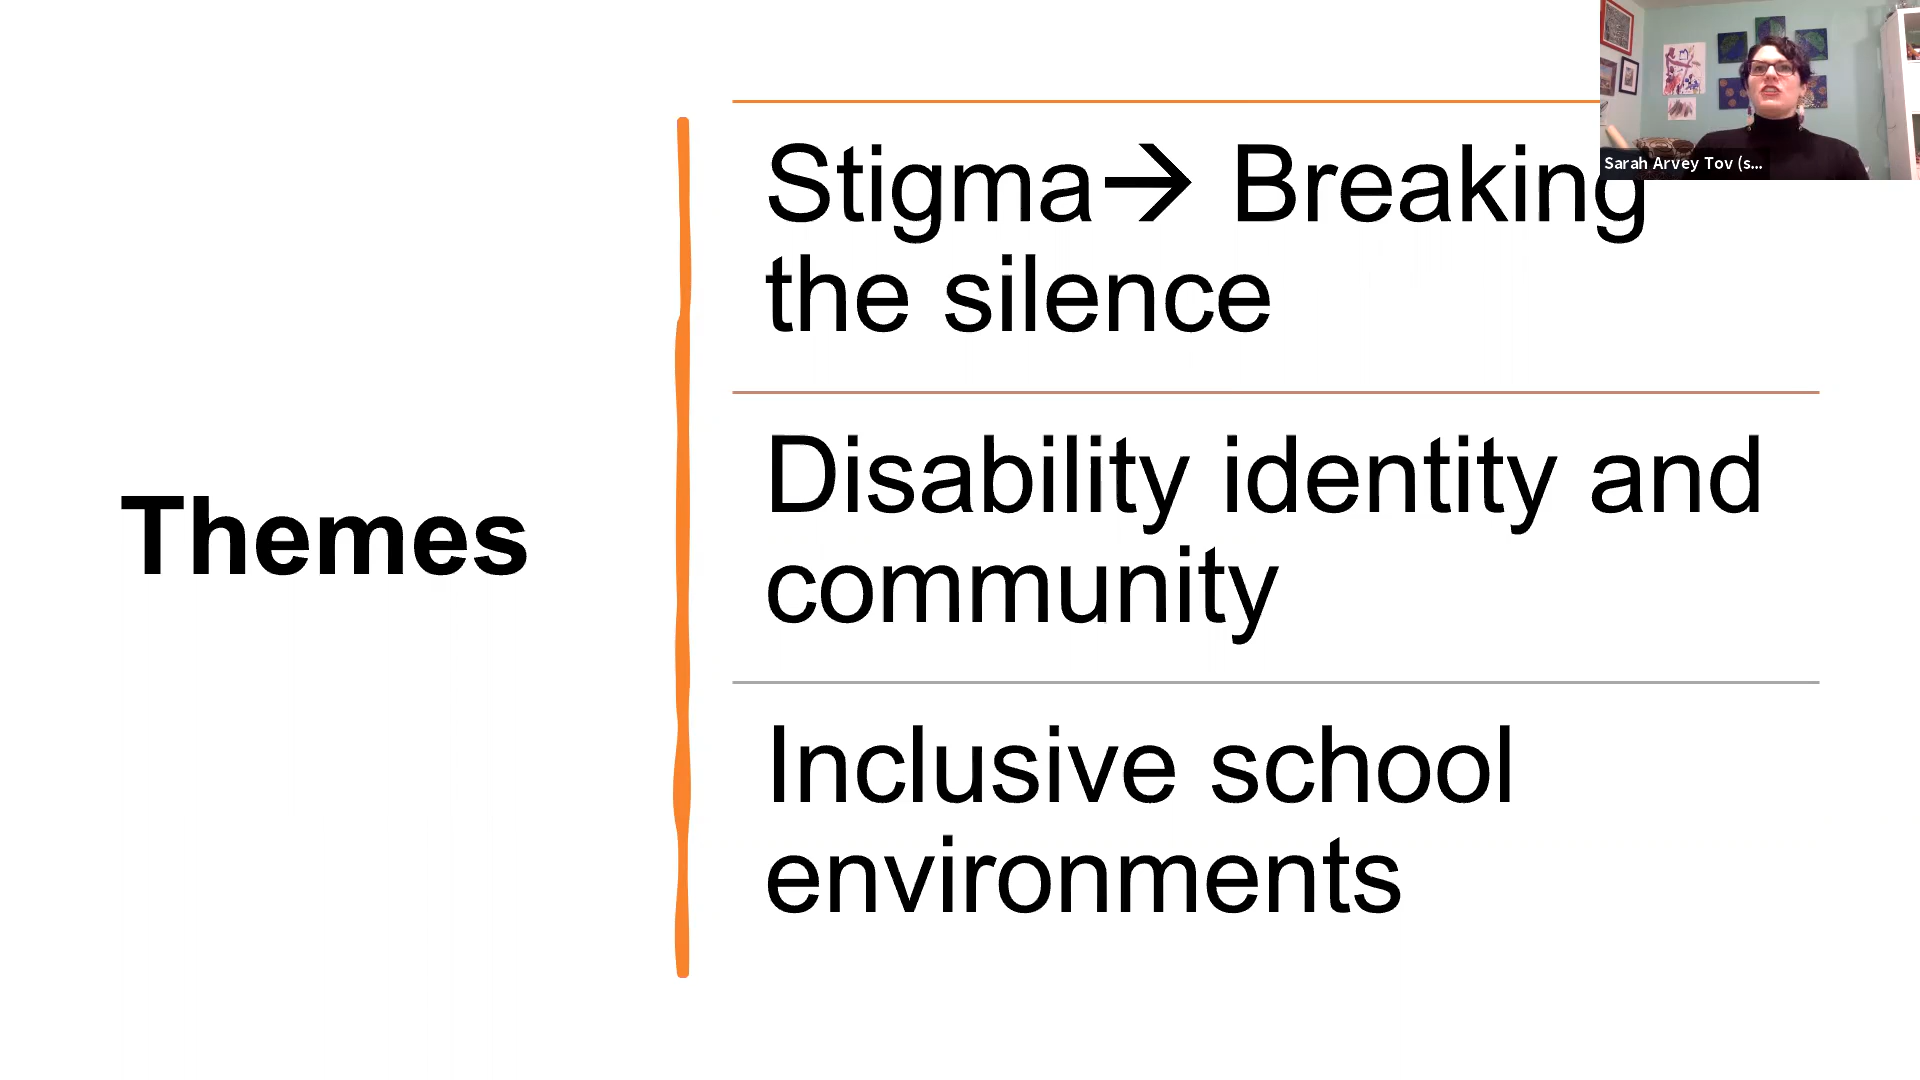 Themes
Stigma→ Breaking
the silence
Disability identity and
community
Inclusive school
environments
Sarah Arvey Tov (s...